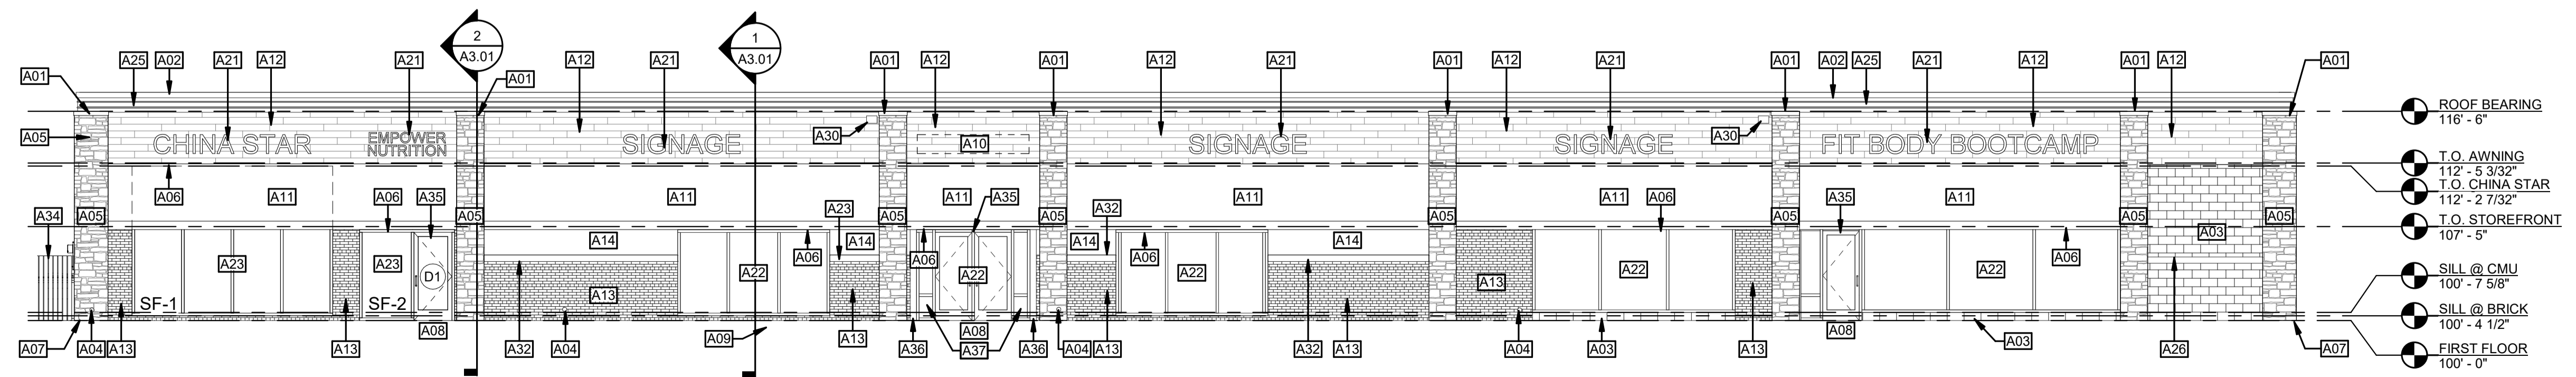 2
A3.01
1
A3.01
A25 A02 A21 A12 A21 A12 A21 A01 A12 A01 A12 A21 A01 A12 A21 A01 A02 A25 A21 A12 A01 A12 A01
A01 A01
ROOF BEARING
116' - 6"
A05 CHINA STAR EMPOWER NUTRITION SIGNAGE A30 A10 SIGNAGE SIGNAGE A30 FIT BODY BOOTCAMP
T.O. AWNING
112' - 5 3/32"
T.O. CHINA STAR
112' - 2 7/32"
A06 A11 A06 A35 A11 A11 A35 A11 A11 A06 A35 A11
A34 A05 A05 A23 A05 A05 A32 A05 A05 A05 A05
T.O. STOREFRONT
107' - 5"
A03
A14 A14 A14 A14
A06 A06 A06 A06
A23 A23 D1 A22 A22 A22 A22 A22
SILL @ CMU
100' - 7 5/8"
A13 A13 A13
SF-1 SF-2
SILL @ BRICK
100' - 4 1/2"
A08 A09 A08 A08
A07 A04 A13 A13 A32 A04 A13 A36 A37 A36 A04 A13 A32 A13 A04 A03 A13 A03 A26 A07
FIRST FLOOR
100' - 0"